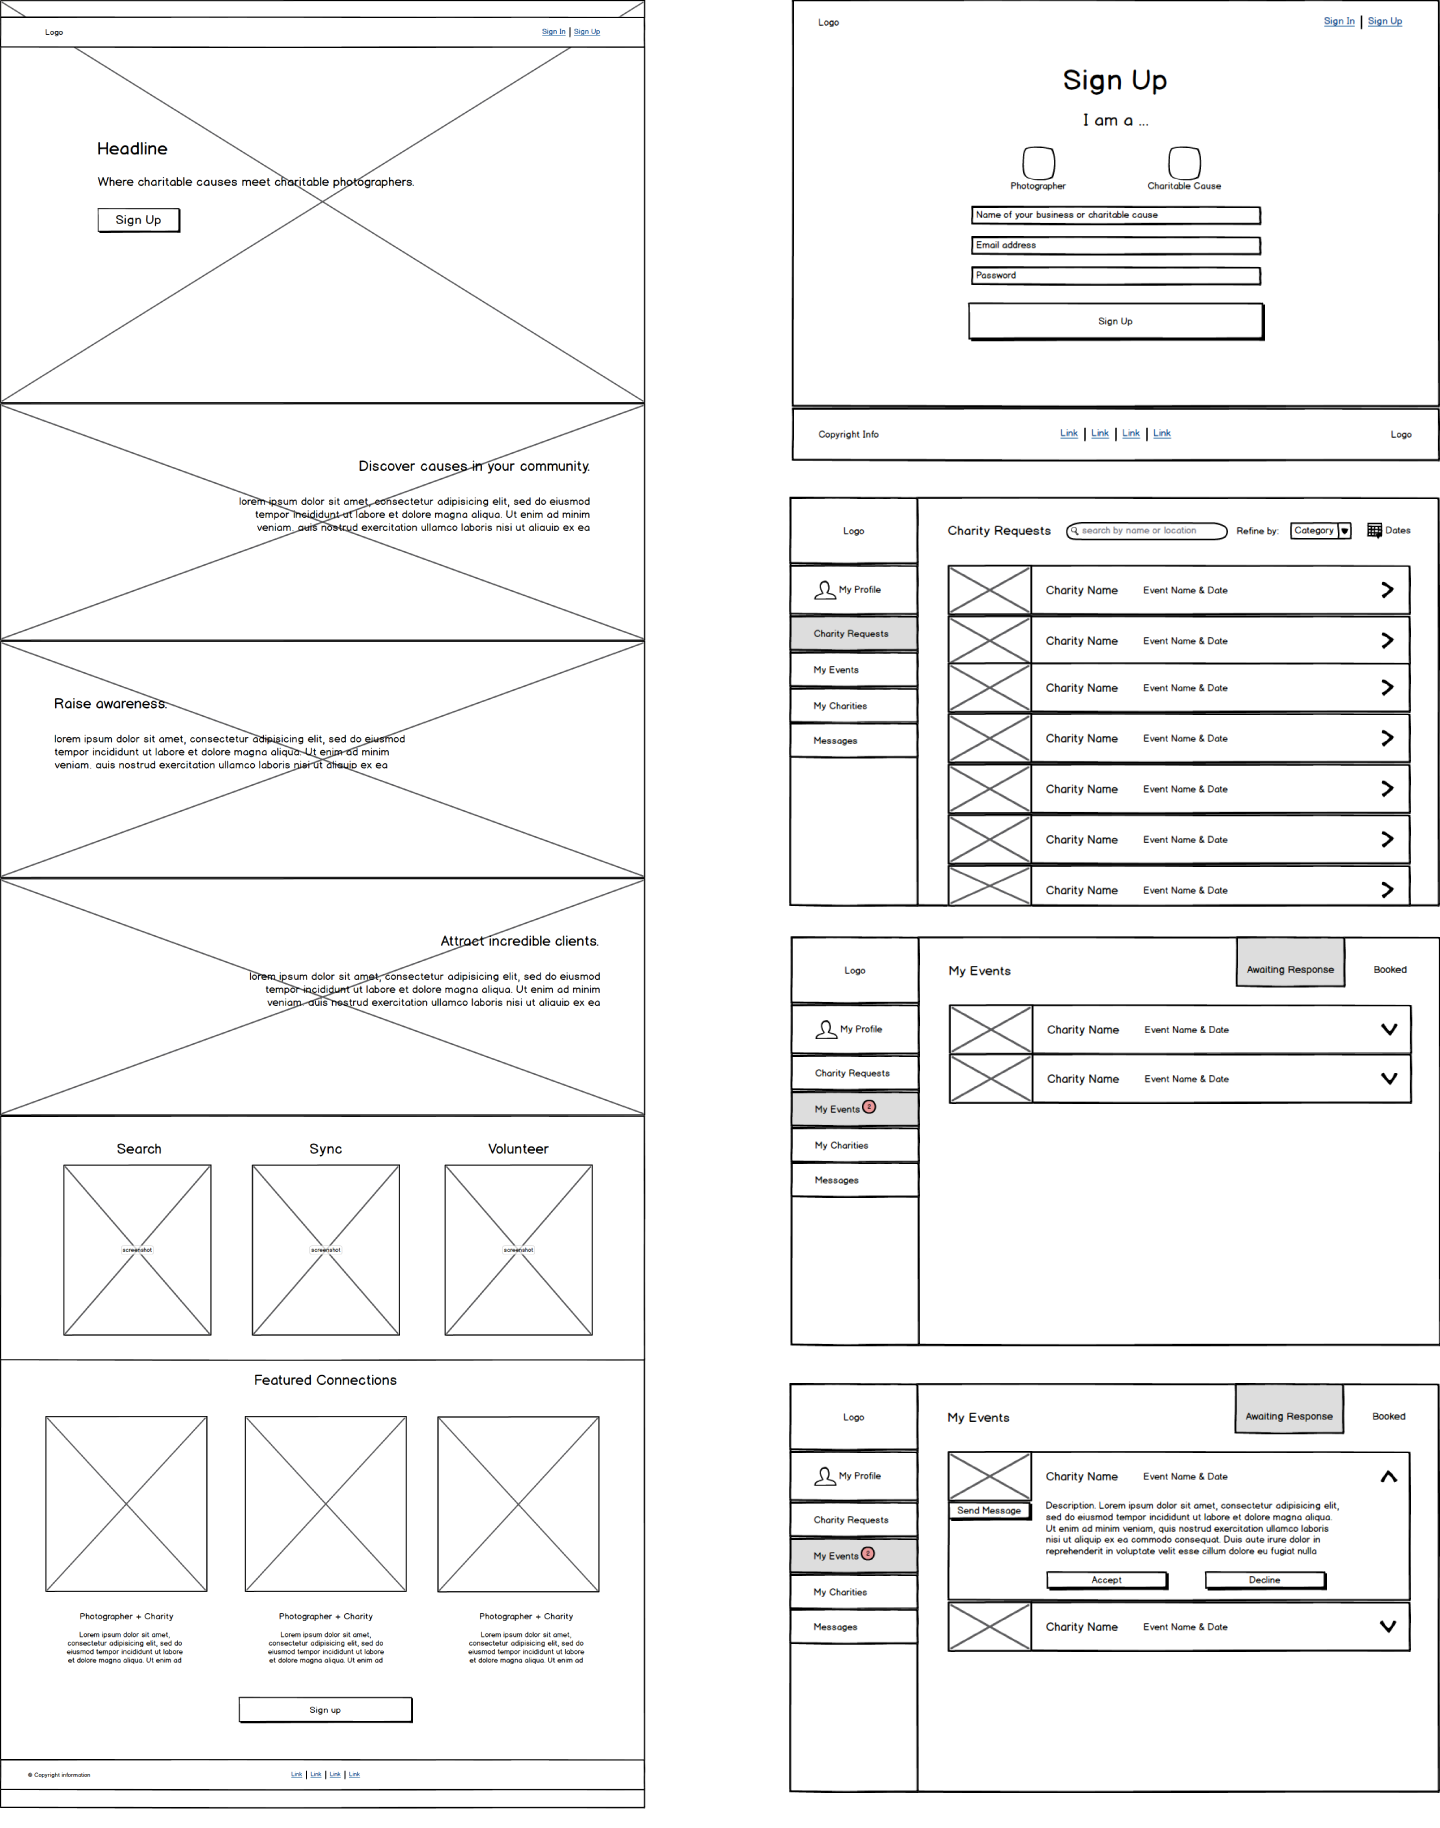 Logo
Sign In | Sign Up
Headline
Where charitable causes meet charitable photographers.
Sign Up
Discover causes in your community.
lorem ipsum dolor sit amet, consectetur adipisicing elit, sed do eiusmod
tempor incididunt ut labore et dolore magna aliqua. Ut enim ad minim
veniam, quis nostrud exercitation ullamco laboris nisi ut aliquip ex ea
Raise awareness.
lorem ipsum dolor sit amet, consectetur adipisicing elit, sed do eiusmod
tempor incididunt ut labore et dolore magna aliqua. Ut enim ad minim
veniam, quis nostrud exercitation ullamco laboris nisi ut aliquip ex ea
Attract incredible clients.
lorem ipsum dolor sit amet, consectetur adipisicing elit, sed do eiusmod
tempor incididunt ut labore et dolore magna aliqua. Ut enim ad minim
veniam, quis nostrud exercitation ullamco laboris nisi ut aliquip ex ea
Search
Sync
Volunteer
screenshot
screenshot
screenshot
Featured Connections
Photographer + Charity
Lorem ipsum dolor sit amet,
consectetur adipisicing elit, sed do
eiusmod tempor incididunt ut labore
et dolore magna aliqua. Ut enim ad
Photographer + Charity
Lorem ipsum dolor sit amet,
consectetur adipisicing elit, sed do
eiusmod tempor incididunt ut labore
et dolore magna aliqua. Ut enim ad
Photographer + Charity
Lorem ipsum dolor sit amet,
consectetur adipisicing elit, sed do
eiusmod tempor incididunt ut labore
et dolore magna aliqua. Ut enim ad
Sign up
© Copyright information
Link | Link | Link | Link
Logo
Sign In | Sign Up
Sign Up
I am a ...
Photographer
Charitable Cause
Name of your business or charitable cause
Email address
Password
Sign Up
Copyright Info
Link | Link | Link | Link
Logo
Logo
My Profile
Charity Requests
My Events
My Charities
Messages
Charity Requests
search by name or location
Refine by:
Category
Dates
Charity Name Event Name & Date
Charity Name Event Name & Date
Charity Name Event Name & Date
Charity Name Event Name & Date
Charity Name Event Name & Date
Charity Name Event Name & Date
Charity Name Event Name & Date
Logo
My Profile
Charity Requests
My Events 2
My Charities
Messages
My Events
Awaiting Response
Booked
Charity Name Event Name & Date
Charity Name Event Name & Date
Logo
My Profile
Charity Requests
My Events 2
My Charities
Messages
My Events
Awaiting Response
Booked
Charity Name Event Name & Date
Send Message
Description. Lorem ipsum dolor sit amet, consectetur adipisicing elit,
sed do eiusmod tempor incididunt ut labore et dolore magna aliqua.
Ut enim ad minim veniam, quis nostrud exercitation ullamco laboris
nisi ut aliquip ex ea commodo consequat. Duis aute irure dolor in
reprehenderit in voluptate velit esse cillum dolore eu fugiat nulla
Accept
Decline
Charity Name Event Name & Date